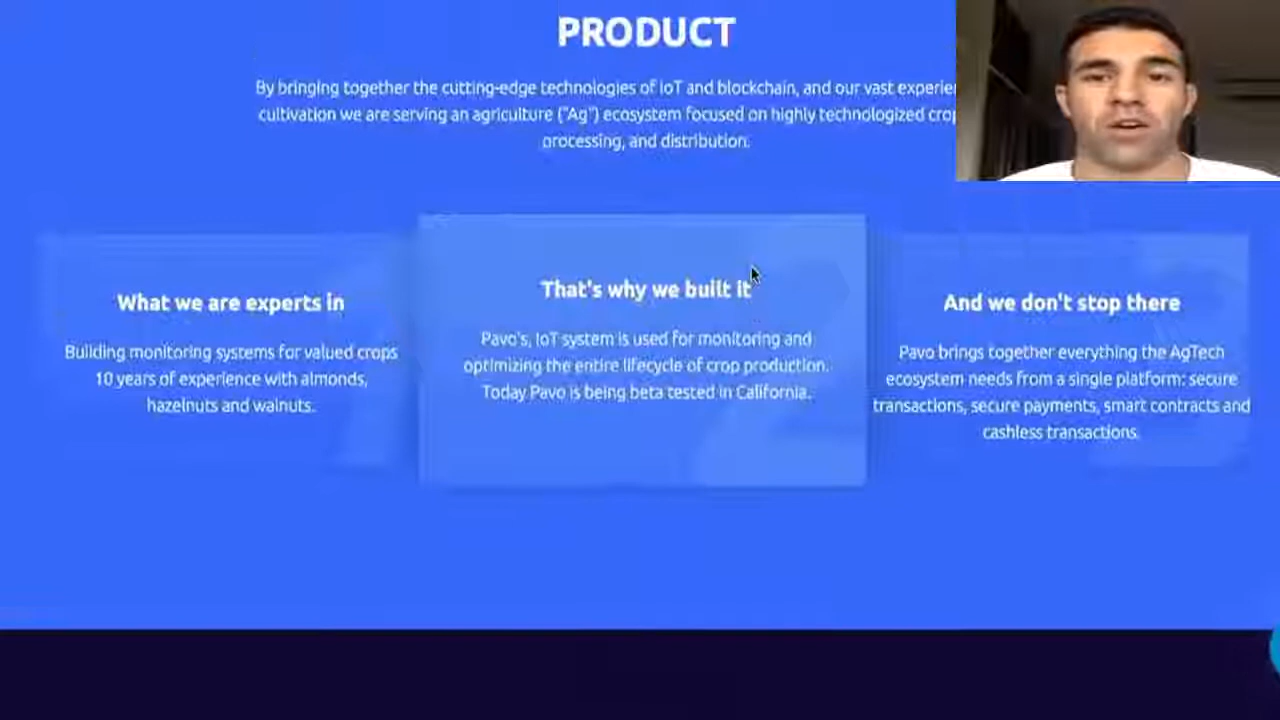 PRODUCT
By bringing together the cutting-edge technologies of IoT and blockchain, and our vast
cultivation we are serving an agriculture ("Ag") ecosystem focused on highly technologized
processing, and distribution.
What we are experts in
Building monitoring systems for valued crops
10 years of experience with almonds,
hazelnuts and walnuts.
That's why we built it
Pavo's, IoT system is used for monitoring and
optimizing the entire lifecycle of crop production.
Today Pavo is being beta tested in California.
And we don't stop there
Pavo brings together everything the AgTech
ecosystem needs from a single platform: secure
transactions, secure payments, smart contracts and
cashless transactions.